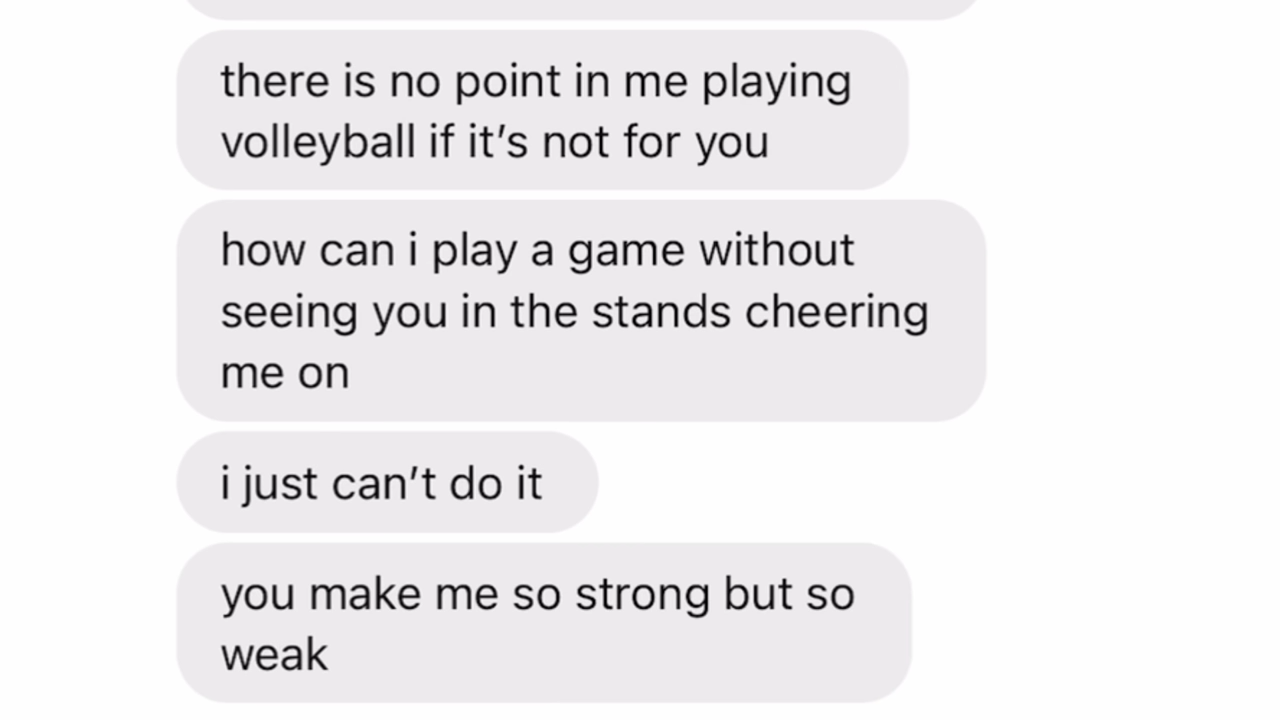 there is no point in me playing
volleyball if it’s not for you
how can i play a game without
seeing you in the stands cheering
me on
i just can’t do it
you make me so strong but so
weak